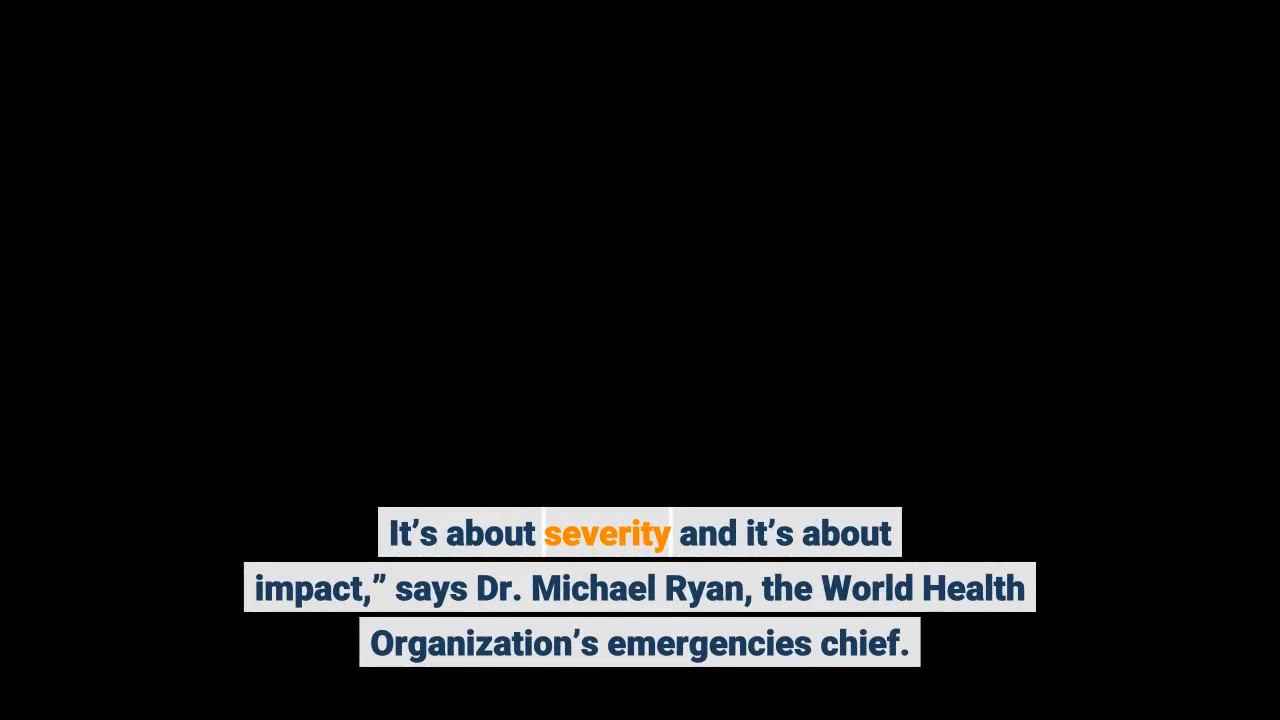 It’s about severity and it’s about
impact,” says Dr. Michael Ryan, the World Health
Organization’s emergencies chief.